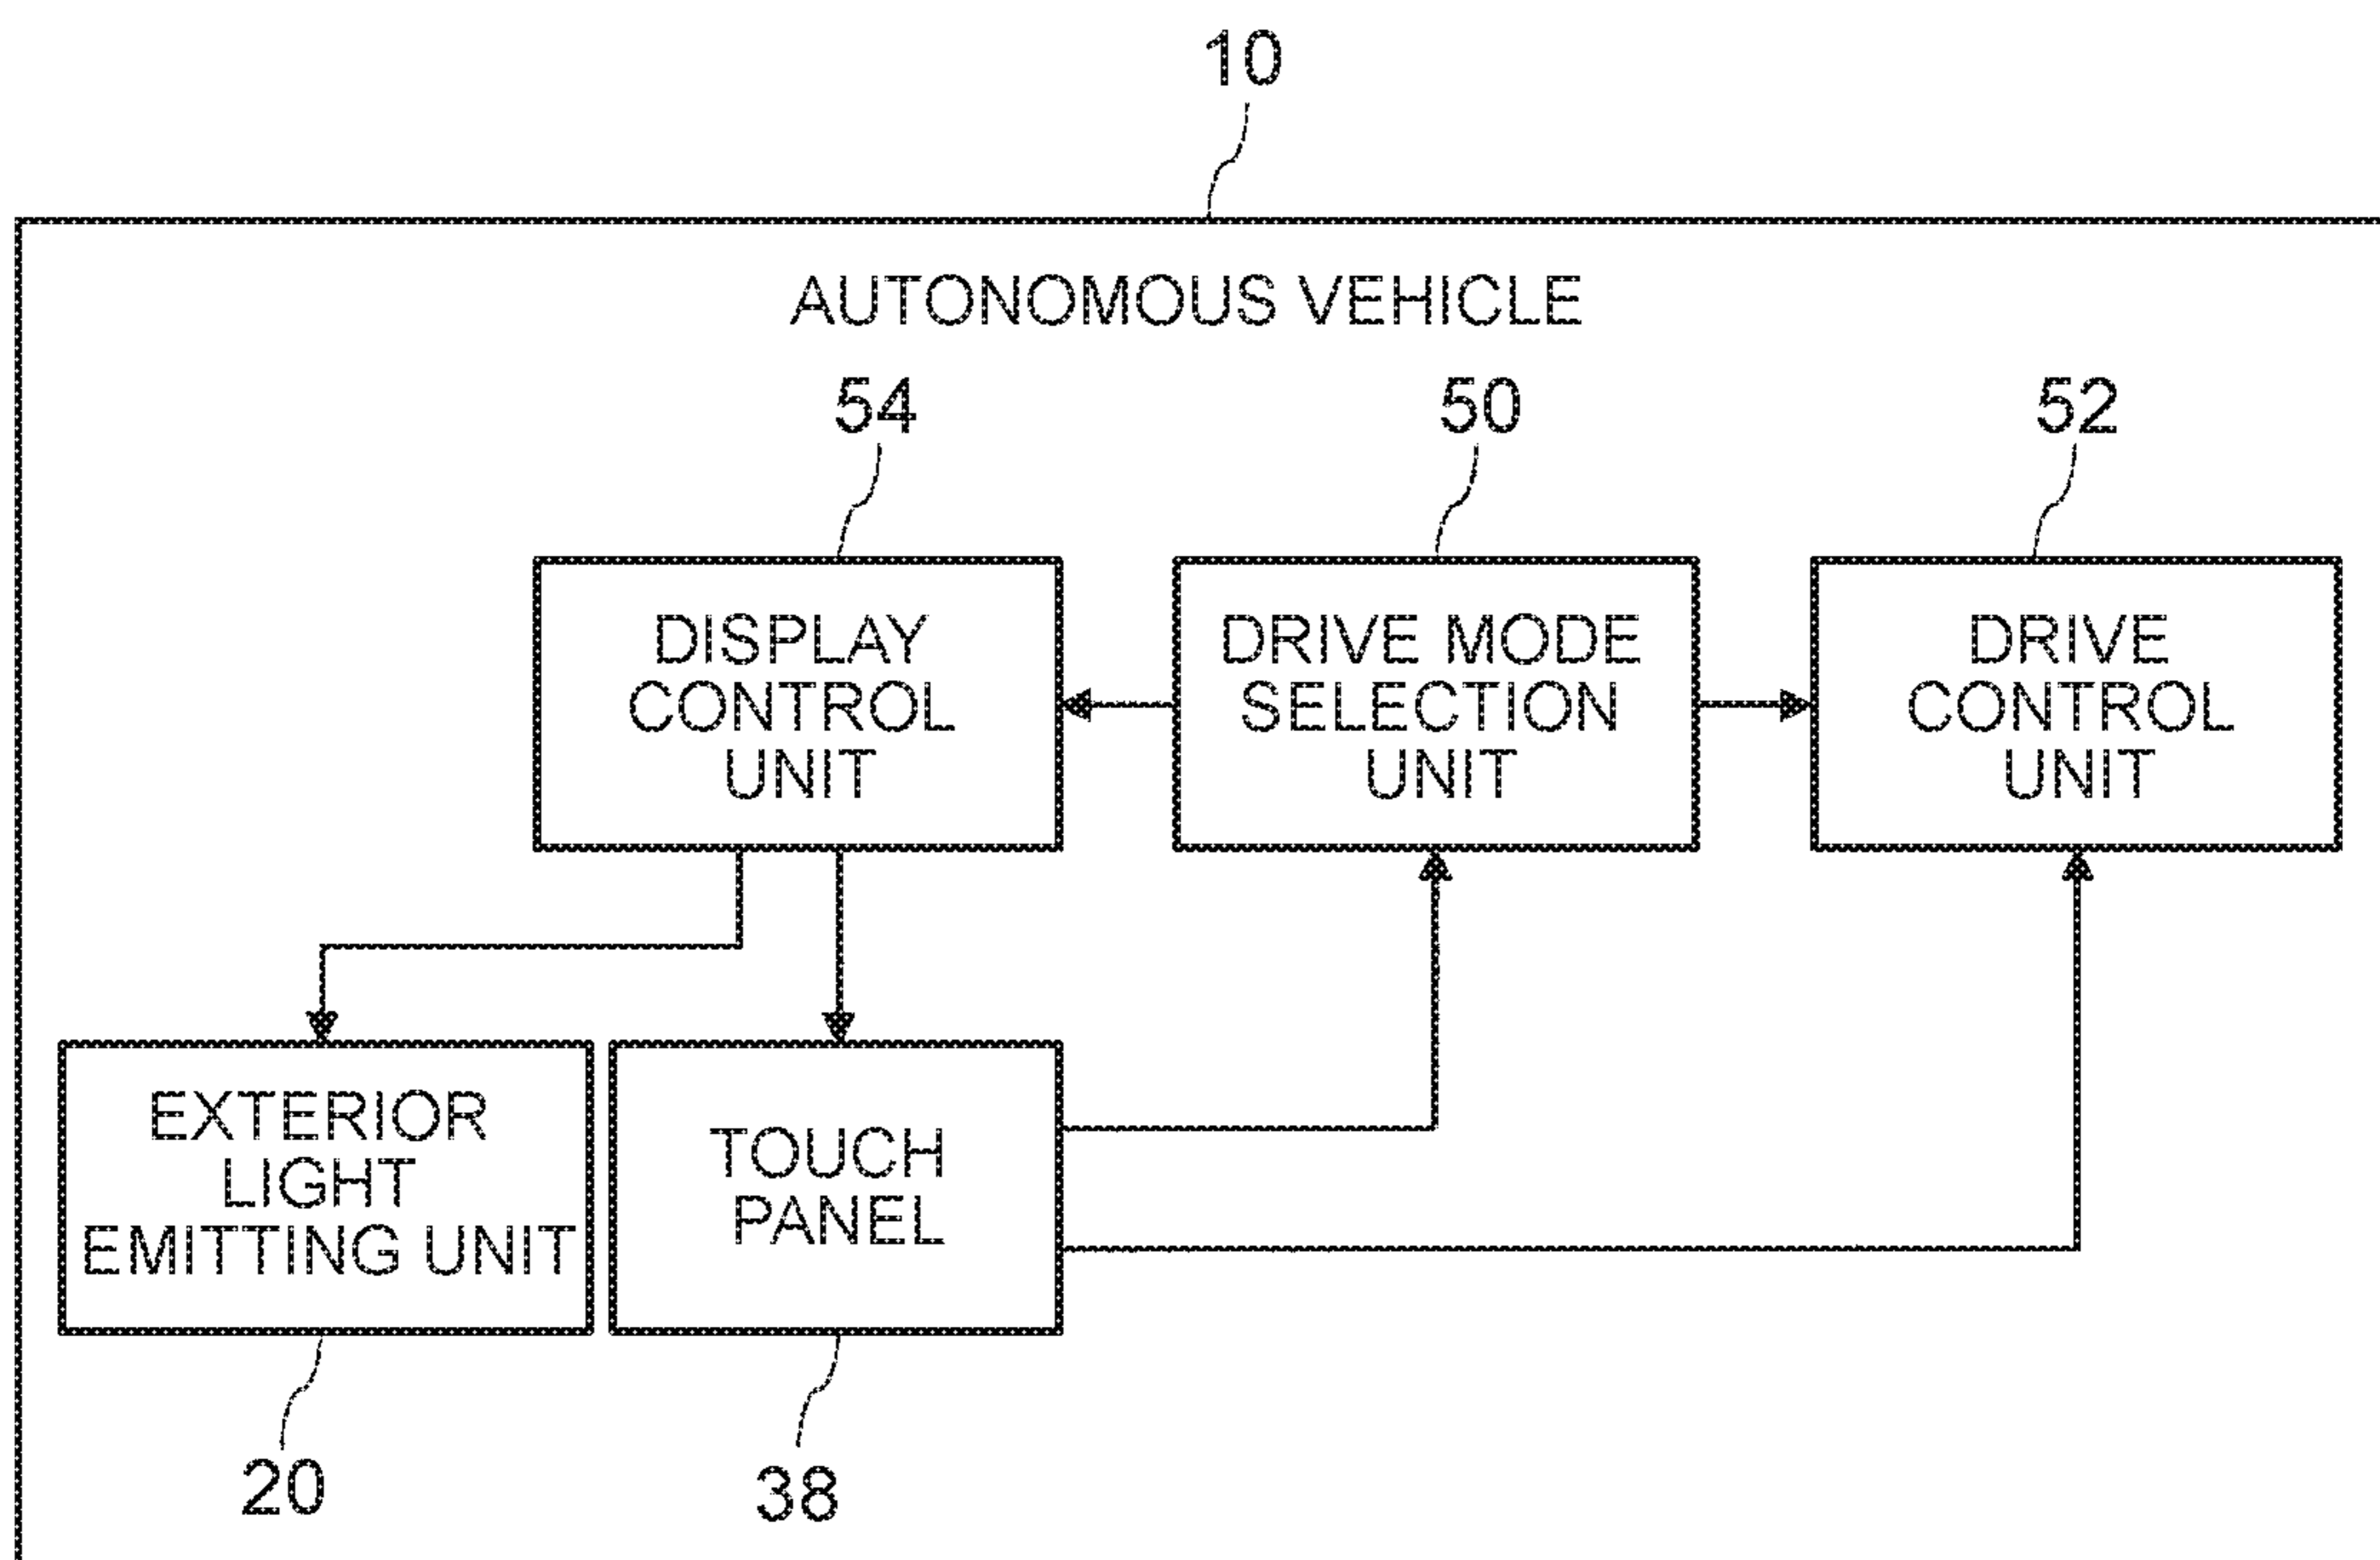 10
AUTONOMOUS VEHICLE
54
50
52
DISPLAY
CONTROL
UNIT
DRIVE MODE
SELECTION
UNIT
DRIVE
CONTROL
UNIT
EXTERIOR
LIGHT
EMITTING UNIT
TOUCH
PANEL
20
38